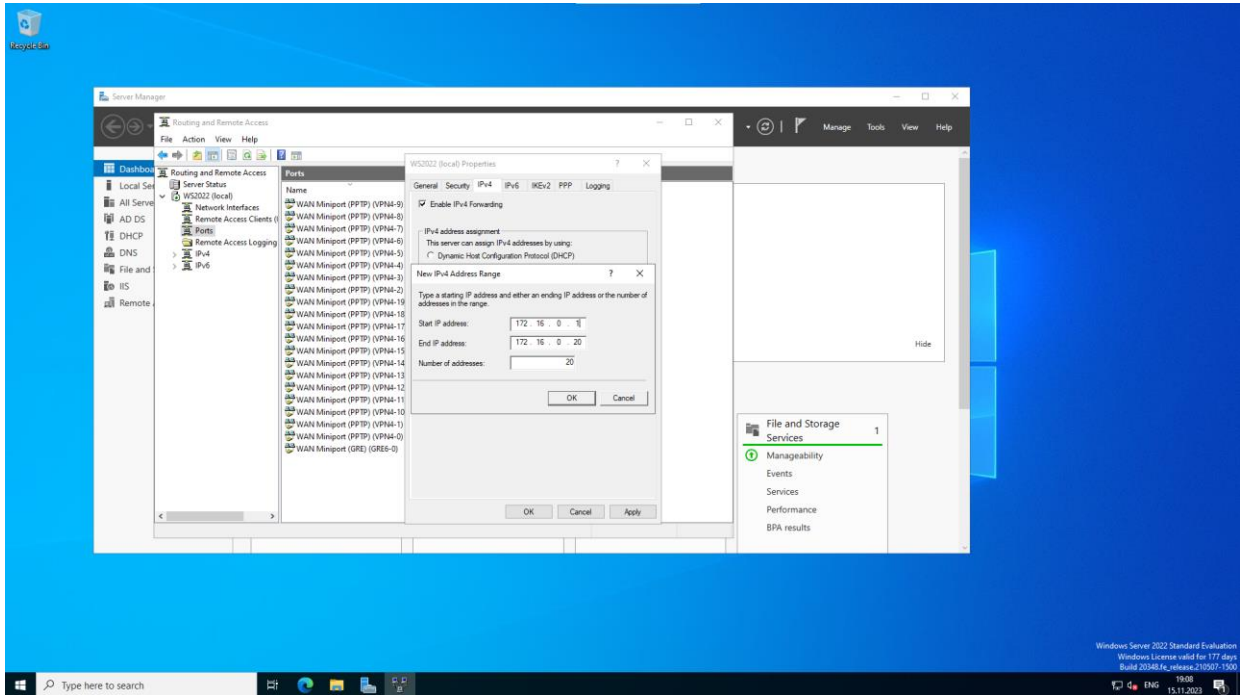 Recycle Bin
Server Manager
Manage Tools View Help
Dashboa
Local Ser
All Serve
AD DS
DHCP
DNS
File and
IIS
Remote
Routing and Remote Access
File Action View Help
Routing and Remote Access
Server Status
WS2022 (local)
Network Interfaces
Remote Access Clients (
Ports
Remote Access Logging
IPv4
IPv6
Ports
Name
WAN Miniport (PPTP) (VPN4-9)
WAN Miniport (PPTP) (VPN4-8)
WAN Miniport (PPTP) (VPN4-7)
WAN Miniport (PPTP) (VPN4-6)
WAN Miniport (PPTP) (VPN4-5)
WAN Miniport (PPTP) (VPN4-4)
WAN Miniport (PPTP) (VPN4-3)
WAN Miniport (PPTP) (VPN4-2)
WAN Miniport (PPTP) (VPN4-19
WAN Miniport (PPTP) (VPN4-18
WAN Miniport (PPTP) (VPN4-17
WAN Miniport (PPTP) (VPN4-16
WAN Miniport (PPTP) (VPN4-15
WAN Miniport (PPTP) (VPN4-14
WAN Miniport (PPTP) (VPN4-13
WAN Miniport (PPTP) (VPN4-12
WAN Miniport (PPTP) (VPN4-11
WAN Miniport (PPTP) (VPN4-10
WAN Miniport (PPTP) (VPN4-1)
WAN Miniport (PPTP) (VPN4-0)
WAN Miniport (GRE) (GRE6-0)
WS2022 (local) Properties ? X
General Security IPv4 IPv6 IKEv2 PPP Logging
Enable IPv4 Forwarding
IPv4 address assignment
This server can assign IPv4 addresses by using:
Dynamic Host Configuration Protocol (DHCP)
New IPv4 Address Range ? X
Type a starting IP address and either an ending IP address or the number of
addresses in the range.
Start IP address: 172 . 16 . 0 . 1
End IP address: 172 . 16 . 0 . 20
Number of addresses: 20
OK Cancel
OK Cancel Apply
Hide
File and Storage
Services 1
Manageability
Events
Services
Performance
BPA results
Windows Server 2022 Standard Evaluation
Windows License valid for 177 days
Build 20348.fe_release.210507-1500
Type here to search
ENG
19:08
15.11.2023